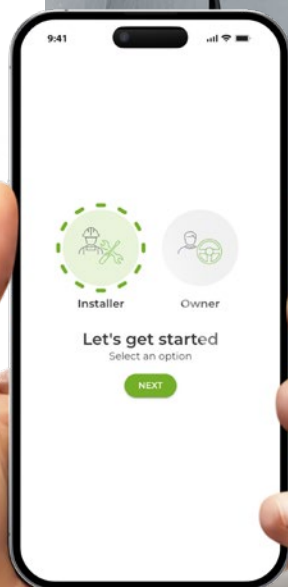 9:41
Installer
Owner
Let's get started
Select an option
NEXT